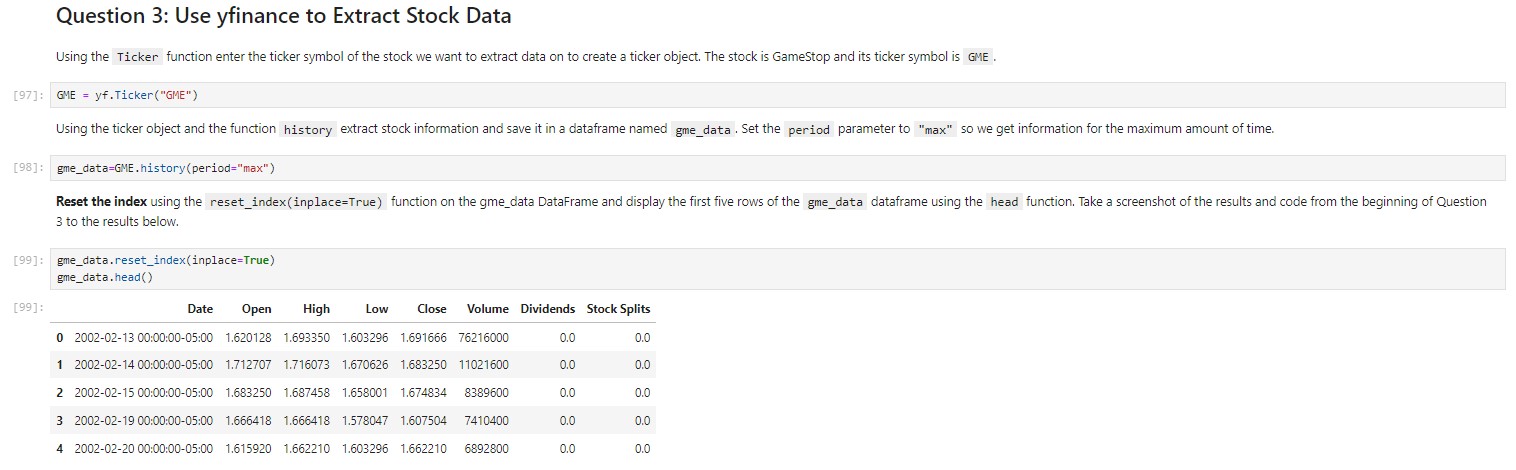 Question 3: Use yfinance to Extract Stock Data
Using the Ticker function enter the ticker symbol of the stock we want to extract data on to create a ticker object. The stock is GameStop and its ticker symbol is GME .
[97]: GME = yf.Ticker("GME")
Using the ticker object and the function history extract stock information and save it in a dataframe named gme_data . Set the period parameter to "max" so we get information for the maximum amount of time.
[98]: gme_data=GME.history(period="max")
Reset the index using the reset_index(inplace=True) function on the gme_data DataFrame and display the first five rows of the gme_data dataframe using the head function. Take a screenshot of the results and code from the beginning of Question
3 to the results below.
[99]: gme_data.reset_index(inplace=True)
gme_data.head()
[99]: Date Open High Low Close Volume Dividends Stock Splits
0 2002-02-13 00:00:00-05:00 1.620128 1.693350 1.603296 1.691666 76216000 0.0 0.0
1 2002-02-14 00:00:00-05:00 1.712707 1.716073 1.670626 1.683250 11021600 0.0 0.0
2 2002-02-15 00:00:00-05:00 1.683250 1.687458 1.658001 1.674834 8389600 0.0 0.0
3 2002-02-19 00:00:00-05:00 1.666418 1.666418 1.578047 1.607504 7410400 0.0 0.0
4 2002-02-20 00:00:00-05:00 1.615920 1.662210 1.603296 1.662210 6892800 0.0 0.0